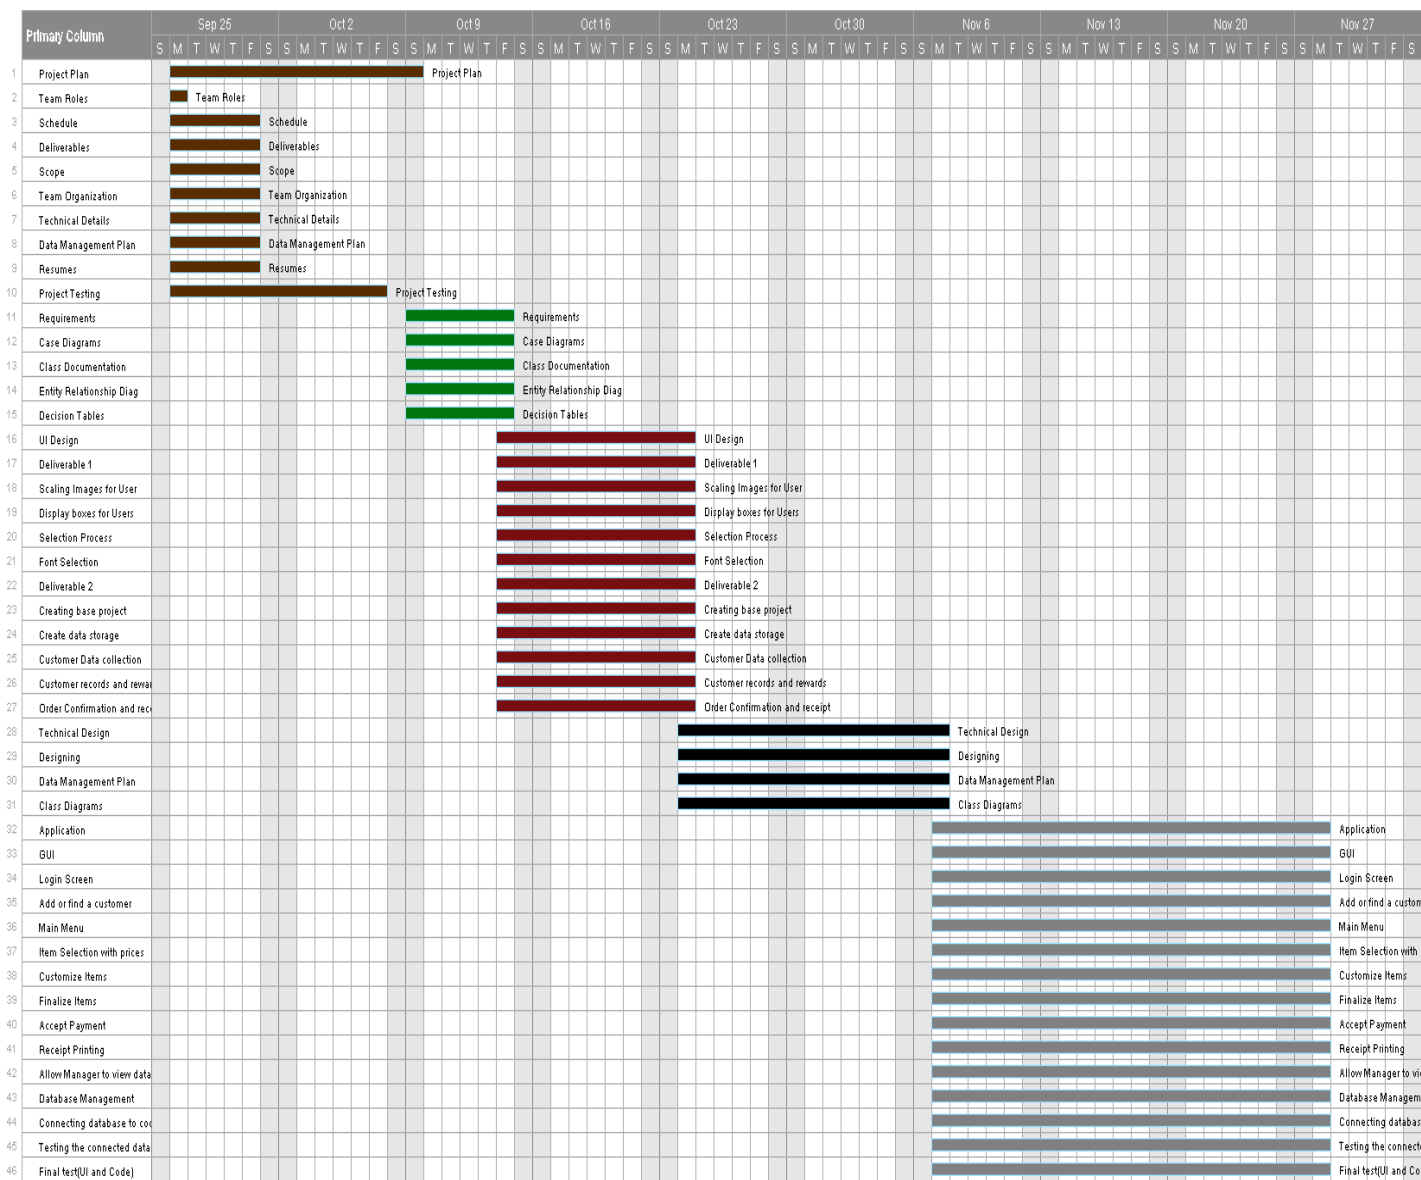 Primary Column
Sep 25 Oct 2 Oct 9 Oct 16 Oct 23 Oct 30 Nov 6 Nov 13 Nov 20 Nov 27
S M T W T F S S M T W T F S S M T W T F S S M T W T F S S M T W T F S S M T W T F S S M T W T F S S M T W T F S S M T W T F S S M T W T F S
1 Project Plan Project Plan
2 Team Roles Team Roles
3 Schedule Schedule
4 Deliverables Deliverables
5 Scope Scope
6 Team Organization Team Organization
7 Technical Details Technical Details
8 Data Management Plan Data Management Plan
9 Resumes Resumes
10 Project Testing Project Testing
11 Requirements Requirements
12 Case Diagrams Case Diagrams
13 Class Documentation Class Documentation
14 Entity Relationship Diag Entity Relationship Diag
15 Decision Tables Decision Tables
16 UI Design UI Design
17 Deliverable 1 Deliverable 1
18 Scaling Images for User Scaling Images for User
19 Display boxes for Users Display boxes for Users
20 Selection Process Selection Process
21 Font Selection Font Selection
22 Deliverable 2 Deliverable 2
23 Creating base project Creating base project
24 Create data storage Create data storage
25 Customer Data collection Customer Data collection
26 Customer records and rewar Customer records and rewards
27 Order Confirmation and rece Order Confirmation and receipt
28 Technical Design Technical Design
29 Designing Designing
30 Data Management Plan Data Management Plan
31 Class Diagrams Class Diagrams
32 Application Application
33 GUI GUI
34 Login Screen Login Screen
35 Add or find a customer Add or find a custom
36 Main Menu Main Menu
37 Item Selection with prices Item Selection with
38 Customize Items Customize Items
39 Finalize Items Finalize Items
40 Accept Payment Accept Payment
41 Receipt Printing Receipt Printing
42 Allow Manager to view data Allow Manager to vie
43 Database Management Database Managem
44 Connecting database to cod Connecting databas
45 Testing the connected data Testing the connecte
46 Final test(UI and Code) Final test(UI and Co